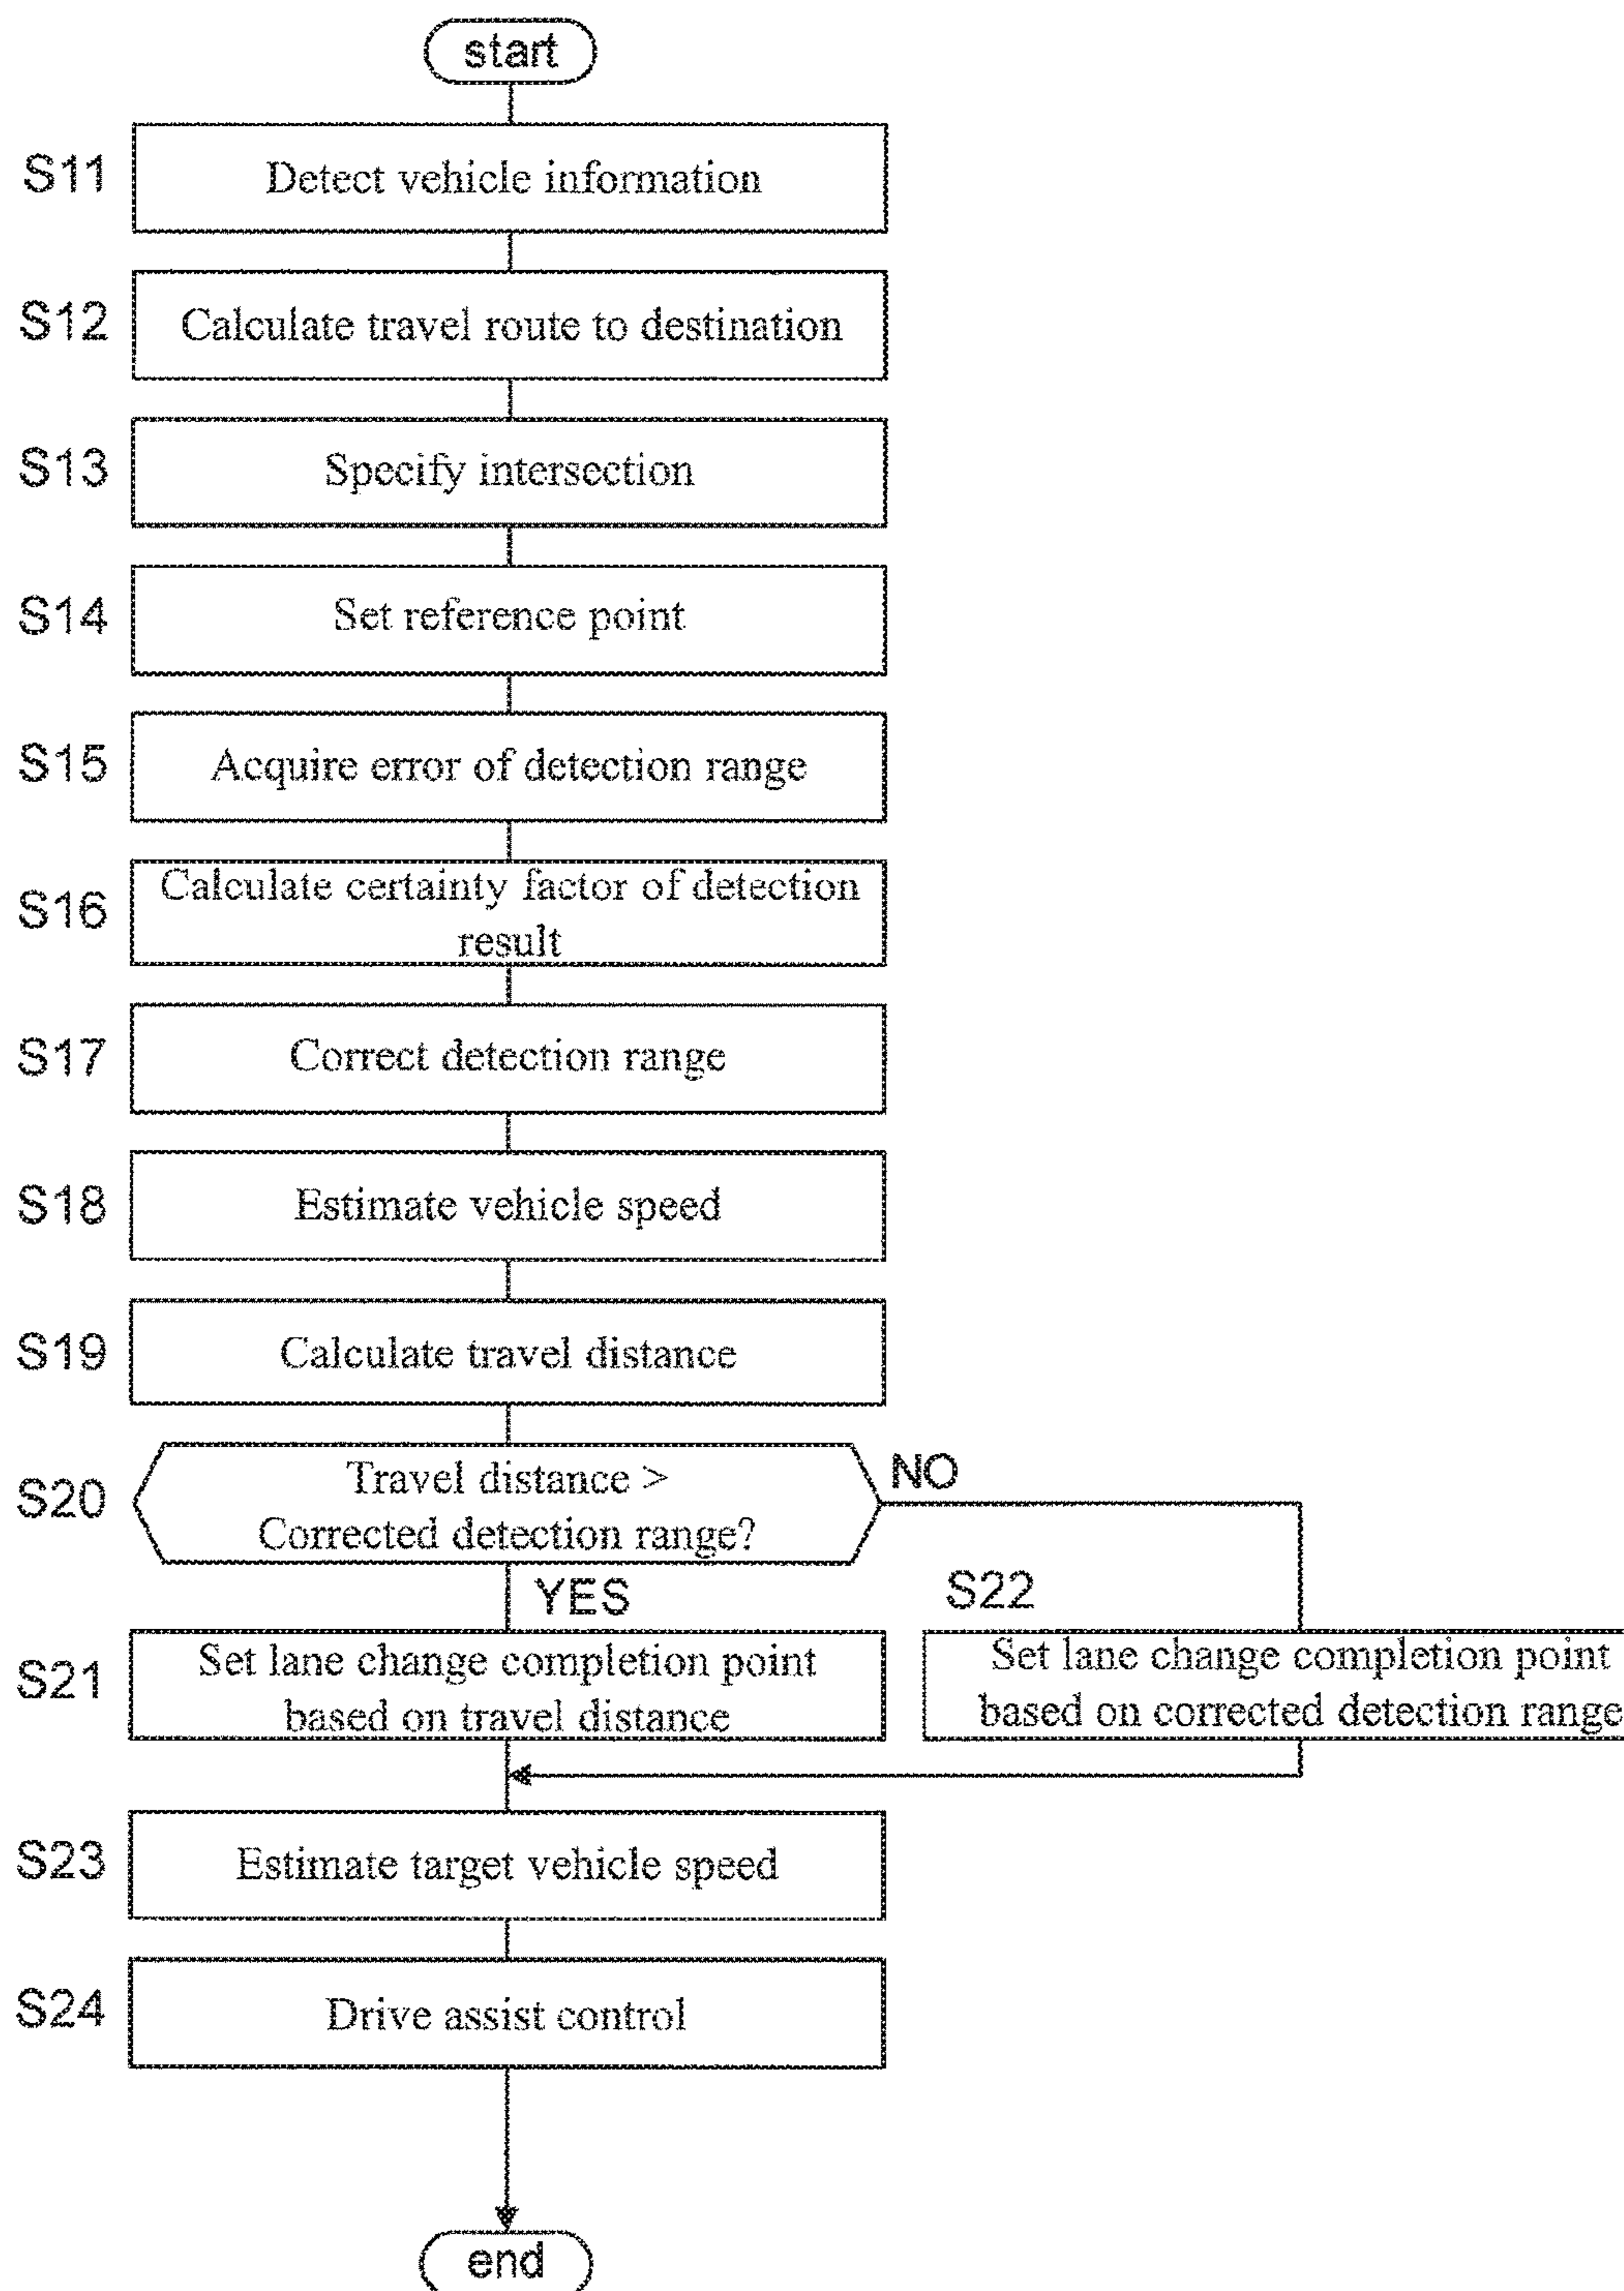 start
S11
Detect vehicle information
S12
Calculate travel route to destination
S13
Specify intersection
S14
Set reference point
S15
Acquire error of detection range
S16
Calculate certainty factor of detection
result
S17
Correct detection range
S18
Estimate vehicle speed
S19
Calculate travel distance
S20
Travel distance >
Corrected detection range?
NO
YES
S21
Set lane change completion point
based on travel distance
S22
Set lane change completion point
based on corrected detection range
S23
Estimate target vehicle speed
S24
Drive assist control
end